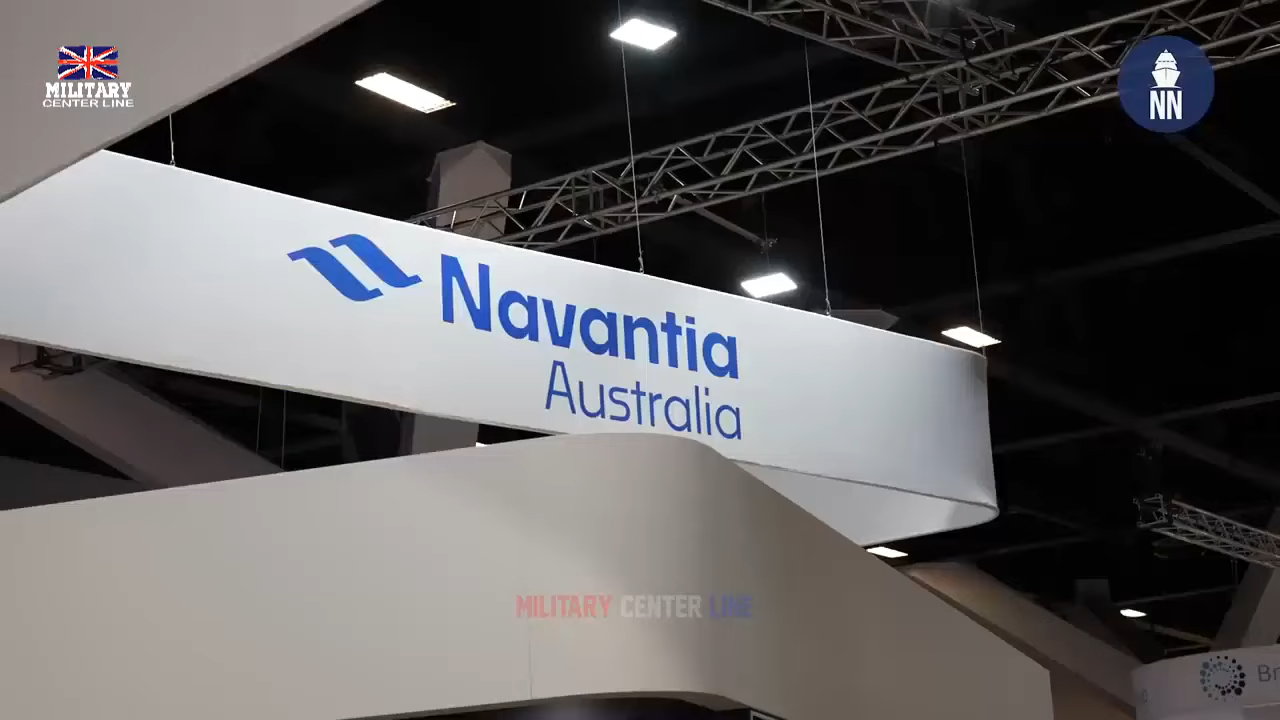 MILITARY
CENTER LINE
NN
Navantia
Australia
MILITARY CENTER LINE